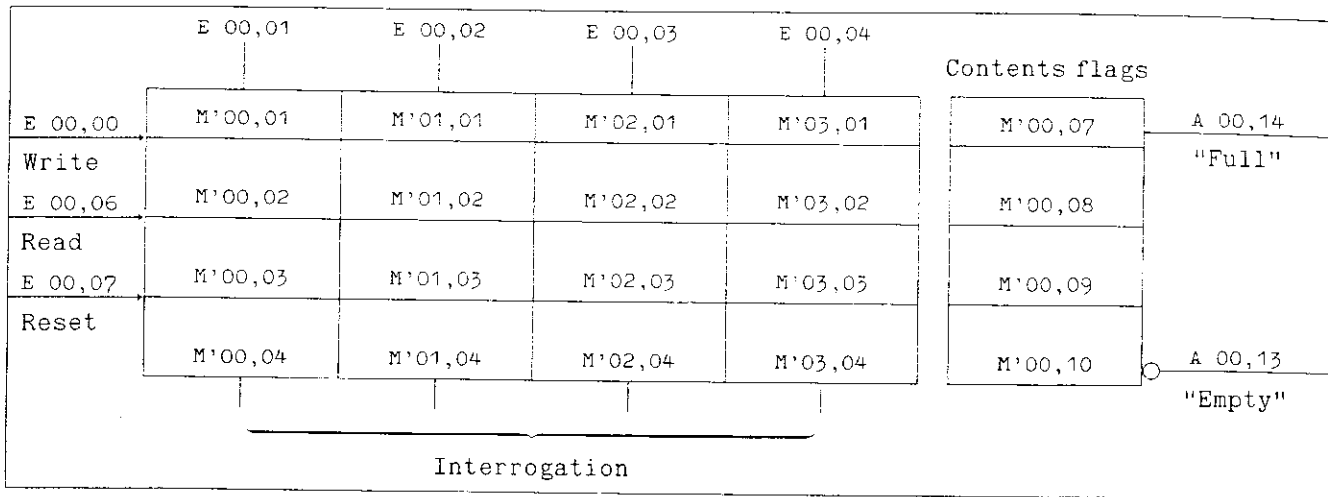 E 00,01 E 00,02 E 00,03 E 00,04
Contents flags
E 00,00 M'00,01 M'01,01 M'02,01 M'03,01 M'00,07 A 00,14
Write "Full"
E 00,06 M'00,02 M'01,02 M'02,02 M'03,02 M'00,08
Read
E 00,07 M'00,03 M'01,03 M'02,03 M'03,03 M'00,09
Reset
M'00,04 M'01,04 M'02,04 M'03,04 M'00,10 A 00,13
"Empty"
Interrogation